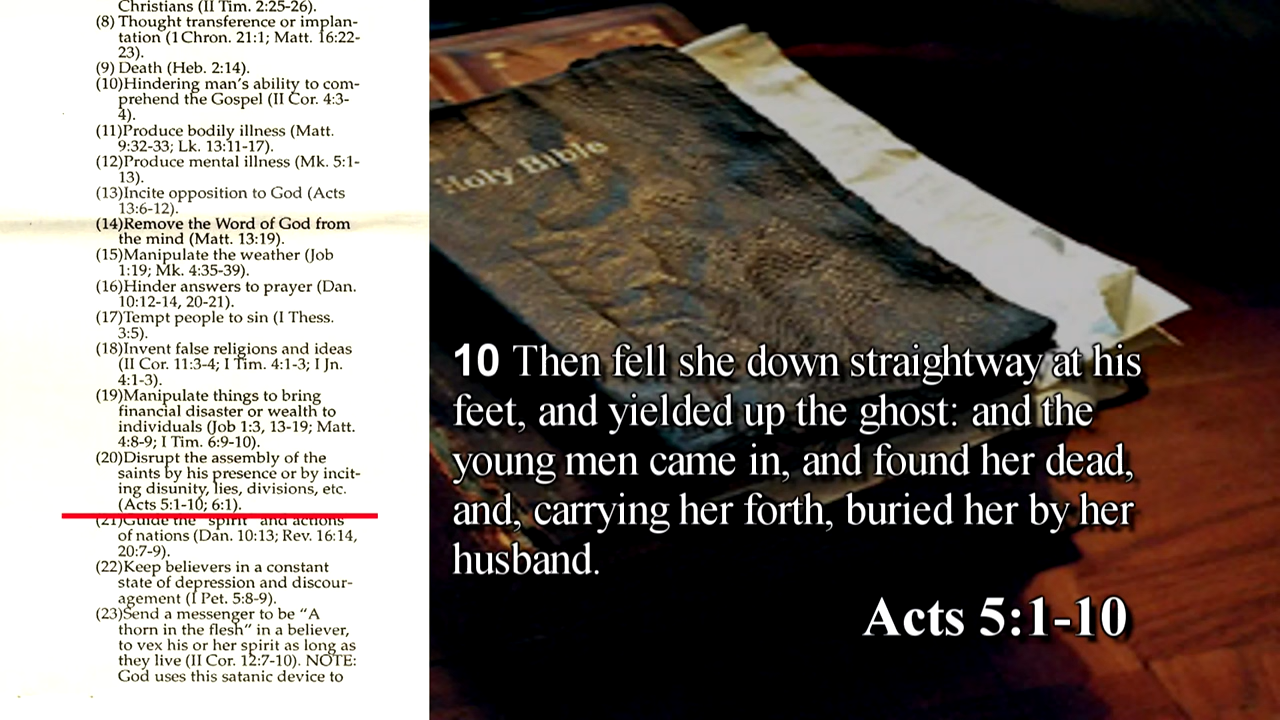 Christians (II Tim. 2:25-26).
(8) Thought transference or implan-
tation (1 Chron. 21:1; Matt. 16:22-
23).
(9) Death (Heb. 2:14).
(10)Hindering man's ability to com-
prehend the Gospel (II Cor. 4:3-
4).
(11)Produce bodily illness (Matt.
9:32-33; Lk. 13:11-17).
(12)Produce mental illness (Mk. 5:1-
13).
(13)Incite opposition to God (Acts
13:6-12).
(14)Remove the Word of God from
the mind (Matt. 13:19).
(15)Manipulate the weather (Job
1:19; Mk. 4:35-39).
(16)Hinder answers to prayer (Dan.
10:12-14, 20-21).
(17)Tempt people to sin (I Thess.
3:5).
(18)Invent false religions and ideas
(II Cor. 11:3-4; I Tim. 4:1-3; I Jn.
4:1-3).
(19)Manipulate things to bring
financial disaster or wealth to
individuals (Job 1:3, 13-19; Matt.
4:8-9; I Tim. 6:9-10).
(20)Disrupt the assembly of the
saints by his presence or by incit-
ing disunity, lies, divisions, etc.
(Acts 5:1-10; 6:1).
(21)Guide the "spirit" and actions
of nations (Dan. 10:13; Rev. 16:14,
20:7-9).
(22)Keep believers in a constant
state of depression and discour-
agement (I Pet. 5:8-9).
(23)Send a messenger to be "A
thorn in the flesh" in a believer,
to vex his or her spirit as long as
they live (II Cor. 12:7-10). NOTE:
God uses this satanic device to
Holy Bible
10 Then fell she down straightway at his
feet, and yielded up the ghost: and the
young men came in, and found her dead,
and, carrying her forth, buried her by her
husband.
Acts 5:1-10